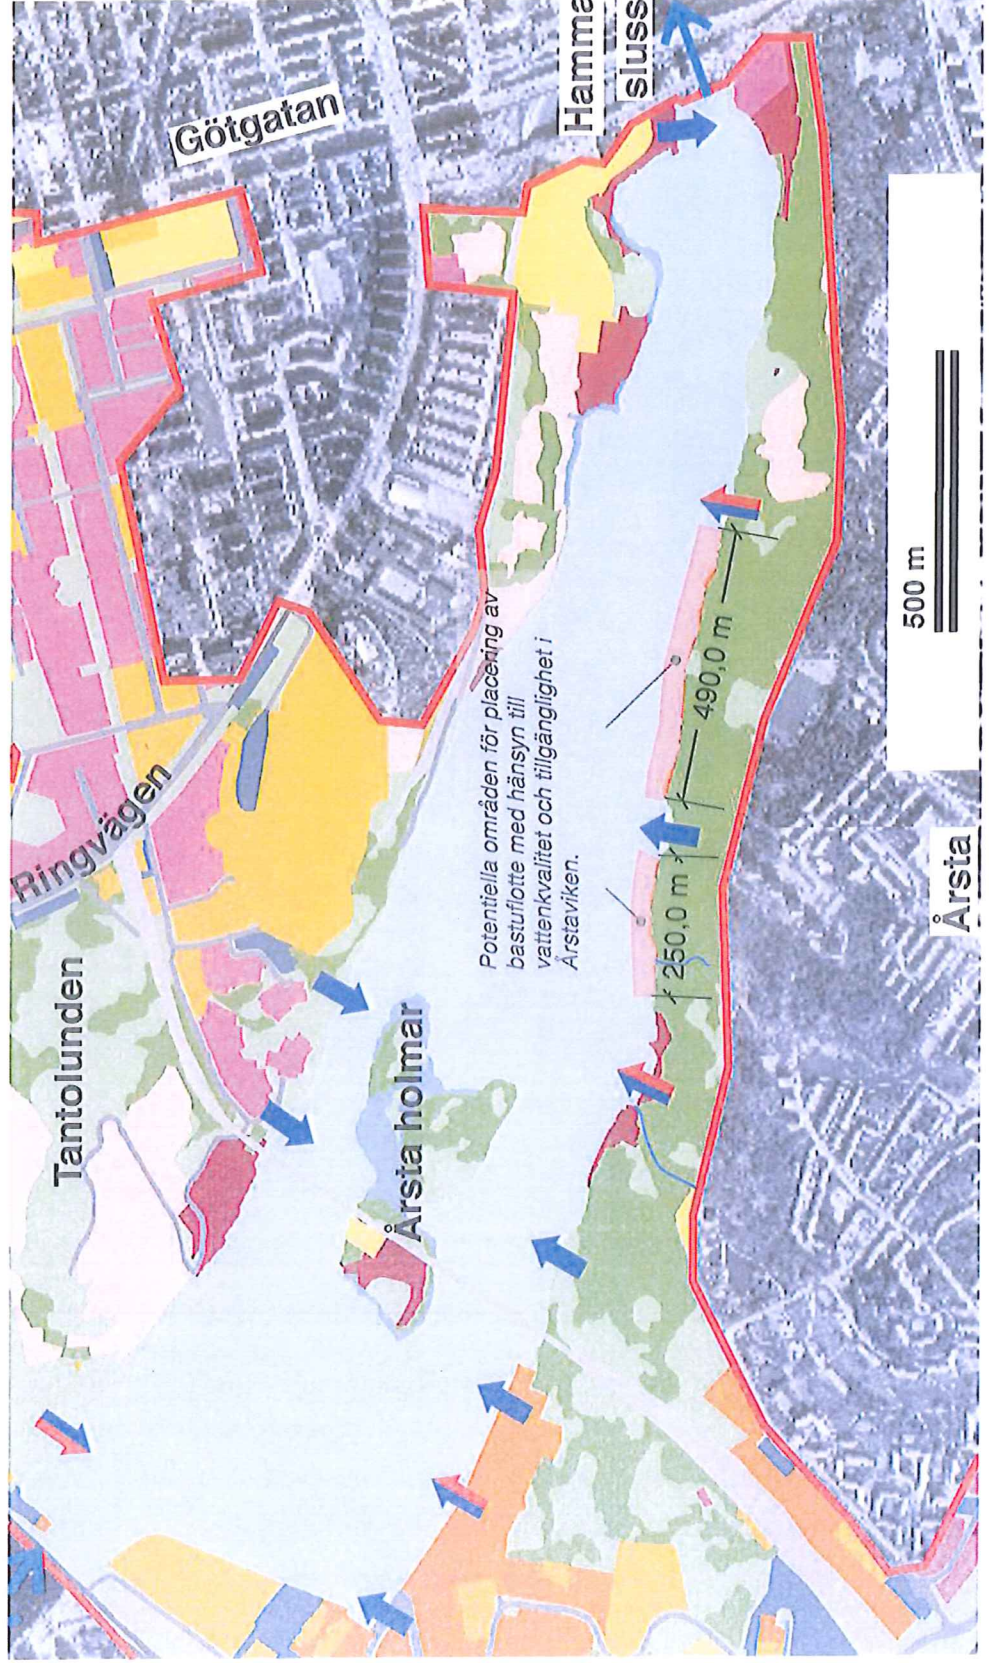 Götgatan
Hamma
sluss
Ringvägen
Tantolunden
Potentiella områden för placering av
bastuflotte med hänsyn till
vattenkvalitet och tillgänglighet i
Årstaviken.
Årsta holmar
490,0 m
250,0 m
500 m
Årsta